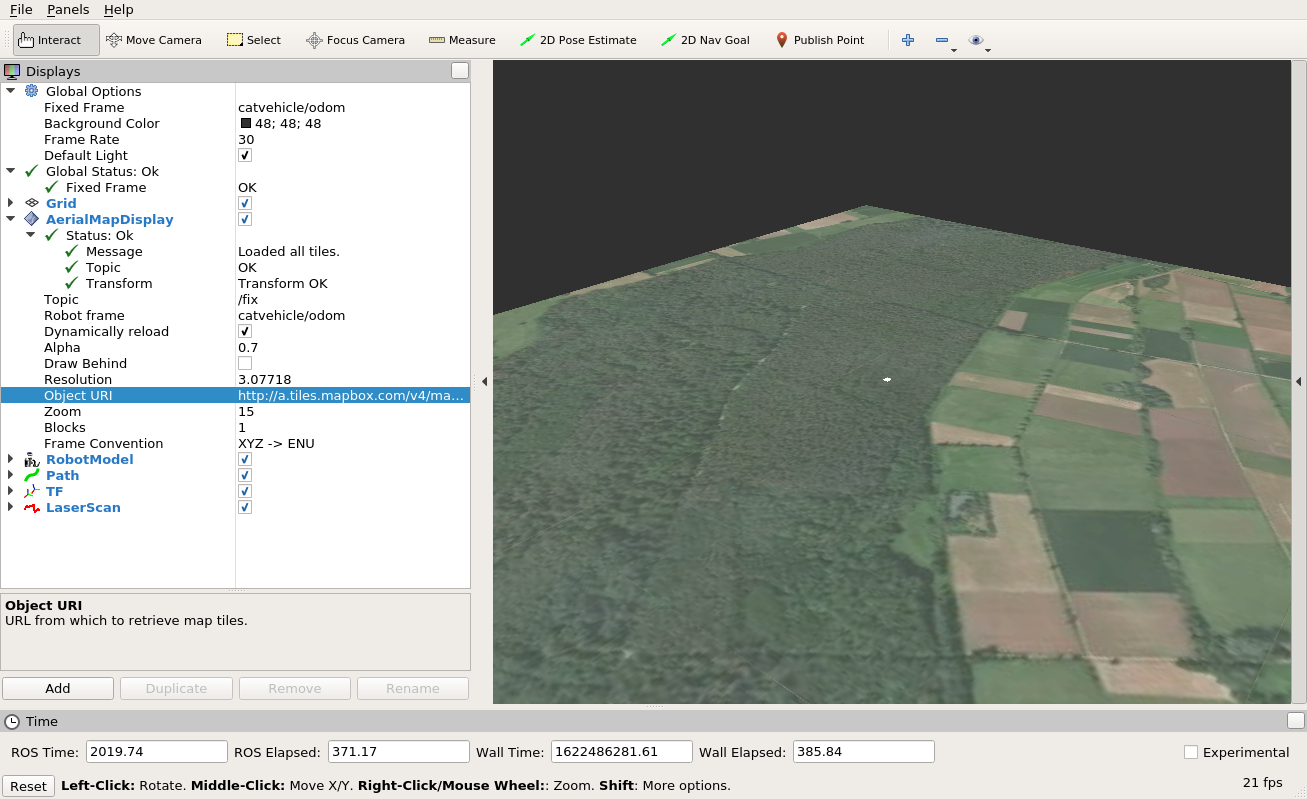 File Panels Help
Interact Move Camera Select Focus Camera Measure 2D Pose Estimate 2D Nav Goal Publish Point
Displays
Global Options
Fixed Frame catvehicle/odom
Background Color 48; 48; 48
Frame Rate 30
Default Light
Global Status: Ok
Fixed Frame OK
Grid
AerialMapDisplay
Status: Ok
Message Loaded all tiles.
Topic OK
Transform Transform OK
Topic /fix
Robot frame catvehicle/odom
Dynamically reload
Alpha 0.7
Draw Behind
Resolution 3.07718
Object URI http://a.tiles.mapbox.com/v4/ma...
Zoom 15
Blocks 1
Frame Convention XYZ -> ENU
RobotModel
Path
TF
LaserScan
Object URI
URL from which to retrieve map tiles.
Add Duplicate Remove Rename
Time
ROS Time: 2019.74 ROS Elapsed: 371.17 Wall Time: 1622486281.61 Wall Elapsed: 385.84 Experimental
Reset Left-Click: Rotate. Middle-Click: Move X/Y. Right-Click/Mouse Wheel:: Zoom. Shift: More options. 21 fps